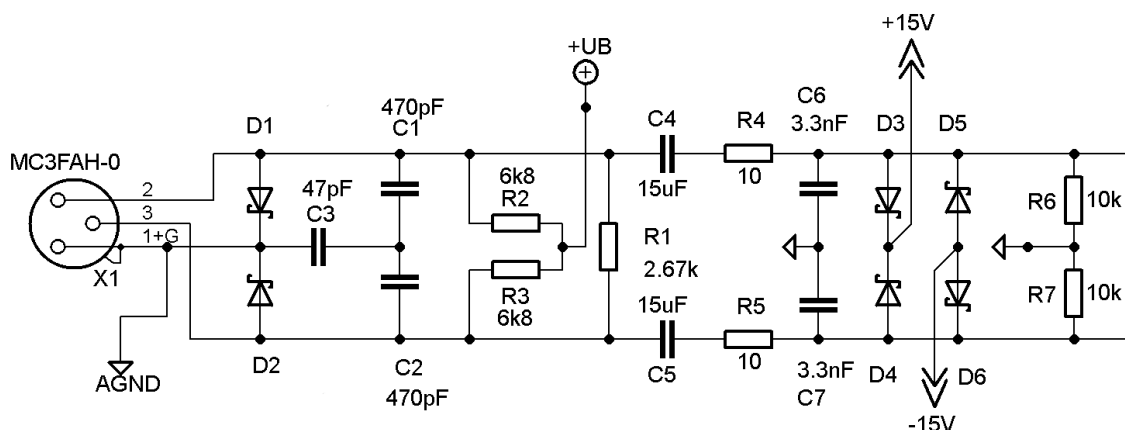 +15V
+UB
470pF
C1
C6
3.3nF
D1
C4
R4
D3
D5
MC3FAH-0
2
3
1+G
X1
47pF
C3
6k8
R2
15uF
10
R6
10k
R1
2.67k
R3
6k8
15uF
R5
R7
10k
AGND
D2
C2
470pF
C5
10
3.3nF
C7
D4
D6
-15V